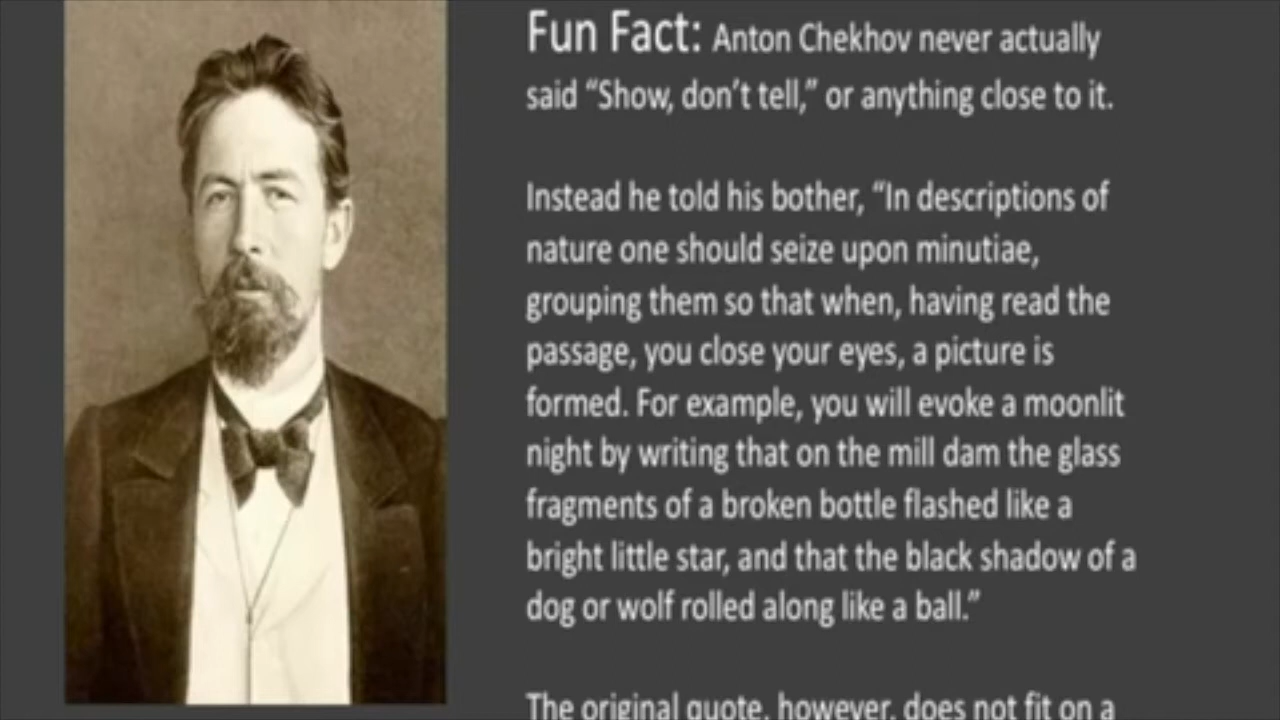 Fun Fact: Anton Chekhov never actually
said “Show, don’t tell,” or anything close to it.
Instead he told his bother, “In descriptions of
nature one should seize upon minutiae,
grouping them so that when, having read the
passage, you close your eyes, a picture is
formed. For example, you will evoke a moonlit
night by writing that on the mill dam the glass
fragments of a broken bottle flashed like a
bright little star, and that the black shadow of a
dog or wolf rolled along like a ball.”
The original quote, however, does not fit on a